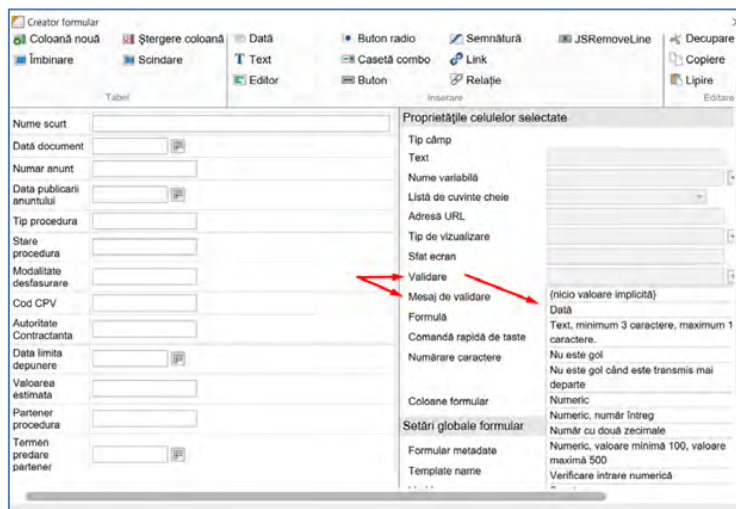 Creator formular
Coloană nouă
Ștergere coloană
Dată
Buton radio
Semnătură
JSRemoveLine
Decupare
Îmbinare
Scindare
Text
Casetă combo
Link
Copiere
Editor
Buton
Relație
Lipire
Tabel
Inserare
Editare
Nume scurt
Dată document
Numar anunt
Data publicarii
anuntului
Tip procedura
Stare
procedura
Modalitate
desfasurare
Cod CPV
Autoritate
Contractanta
Data limita
depunere
Valoarea
estimata
Partener
procedura
Termen
predare
partener
Proprietățile celulelor selectate
Tip câmp
Text
Nume variabilă
Listă de cuvinte cheie
Adresă URL
Tip de vizualizare
Sfat ecran
Validare
Mesaj de validare
Formulă
Comandă rapidă de taste
Numărare caractere
Coloane formular
Setări globale formular
Formular metadate
Template name
{nicio valoare implicită}
Dată
Text, minimum 3 caractere, maximum 1
caractere.
Nu este gol
Nu este gol când este transmis mai
departe
Numeric
Numeric, număr întreg
Număr cu două zecimale
Numeric, valoare minimă 100, valoare
maximă 500
Verificare intrare numerică